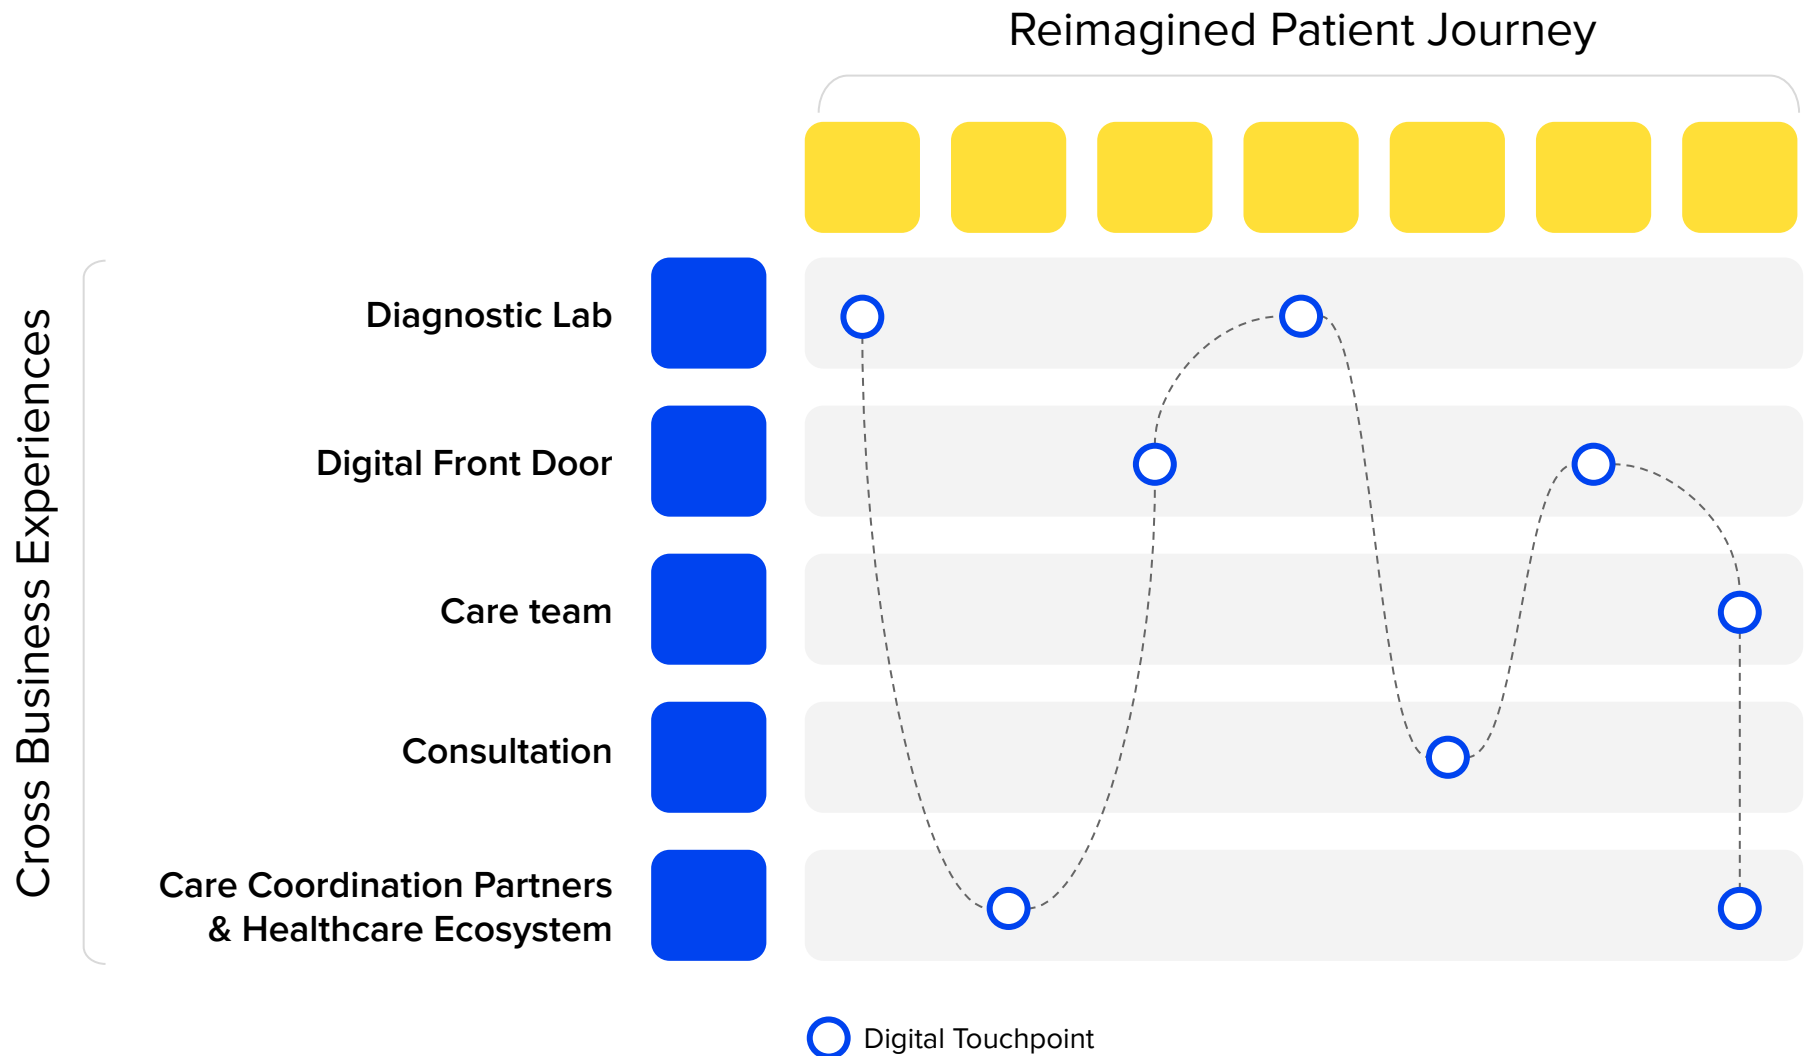 Reimagined Patient Journey
Cross Business Experiences
Diagnostic Lab
Digital Front Door
Care team
Consultation
Care Coordination Partners
& Healthcare Ecosystem
Digital Touchpoint